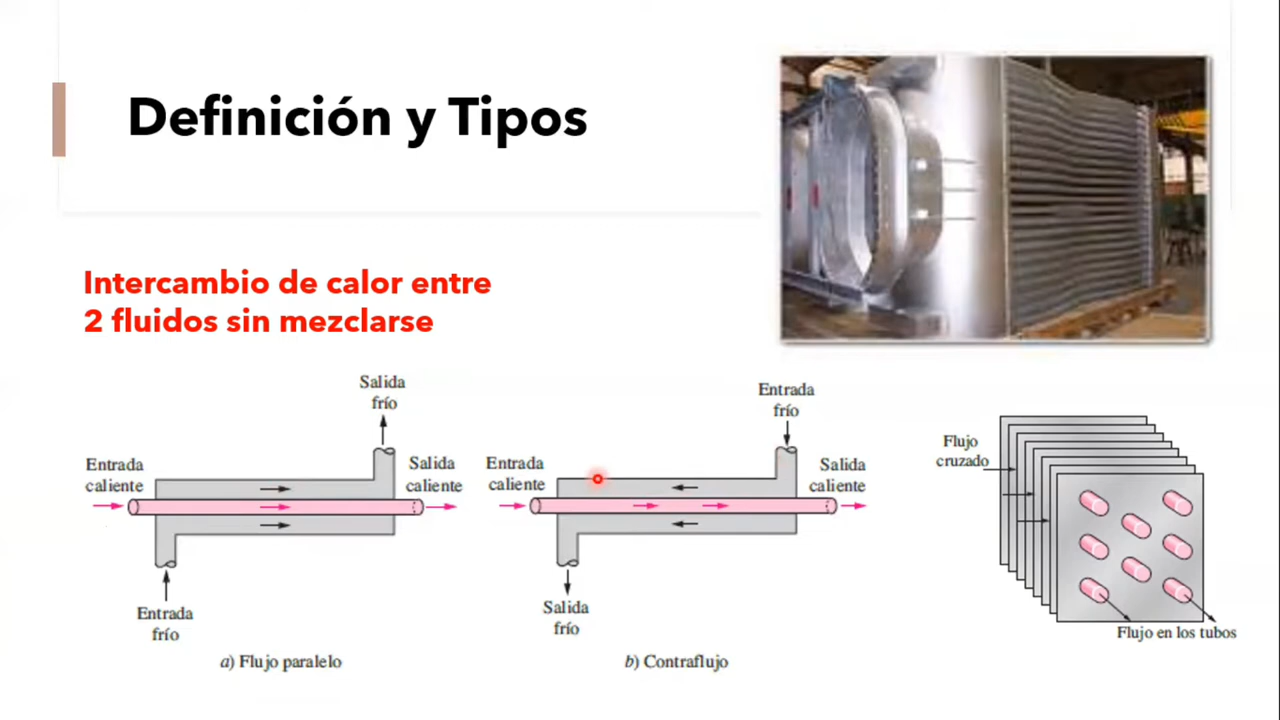 Definición y Tipos
Intercambio de calor entre
2 fluidos sin mezclarse
Salida
frío
Entrada
caliente
Salida
caliente
Entrada
frío
a) Flujo paralelo
Entrada
frío
Entrada
caliente
Salida
caliente
Salida
frío
b) Contraflujo
Flujo
cruzado
Flujo en los tubos